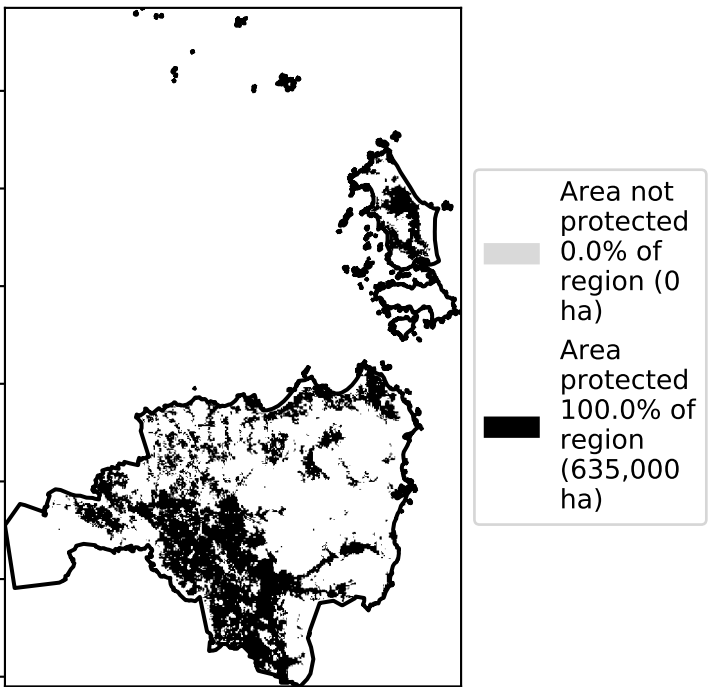 Area not
protected
0.0% of
region (0
ha)
Area
protected
100.0% of
region
(635,000
ha)